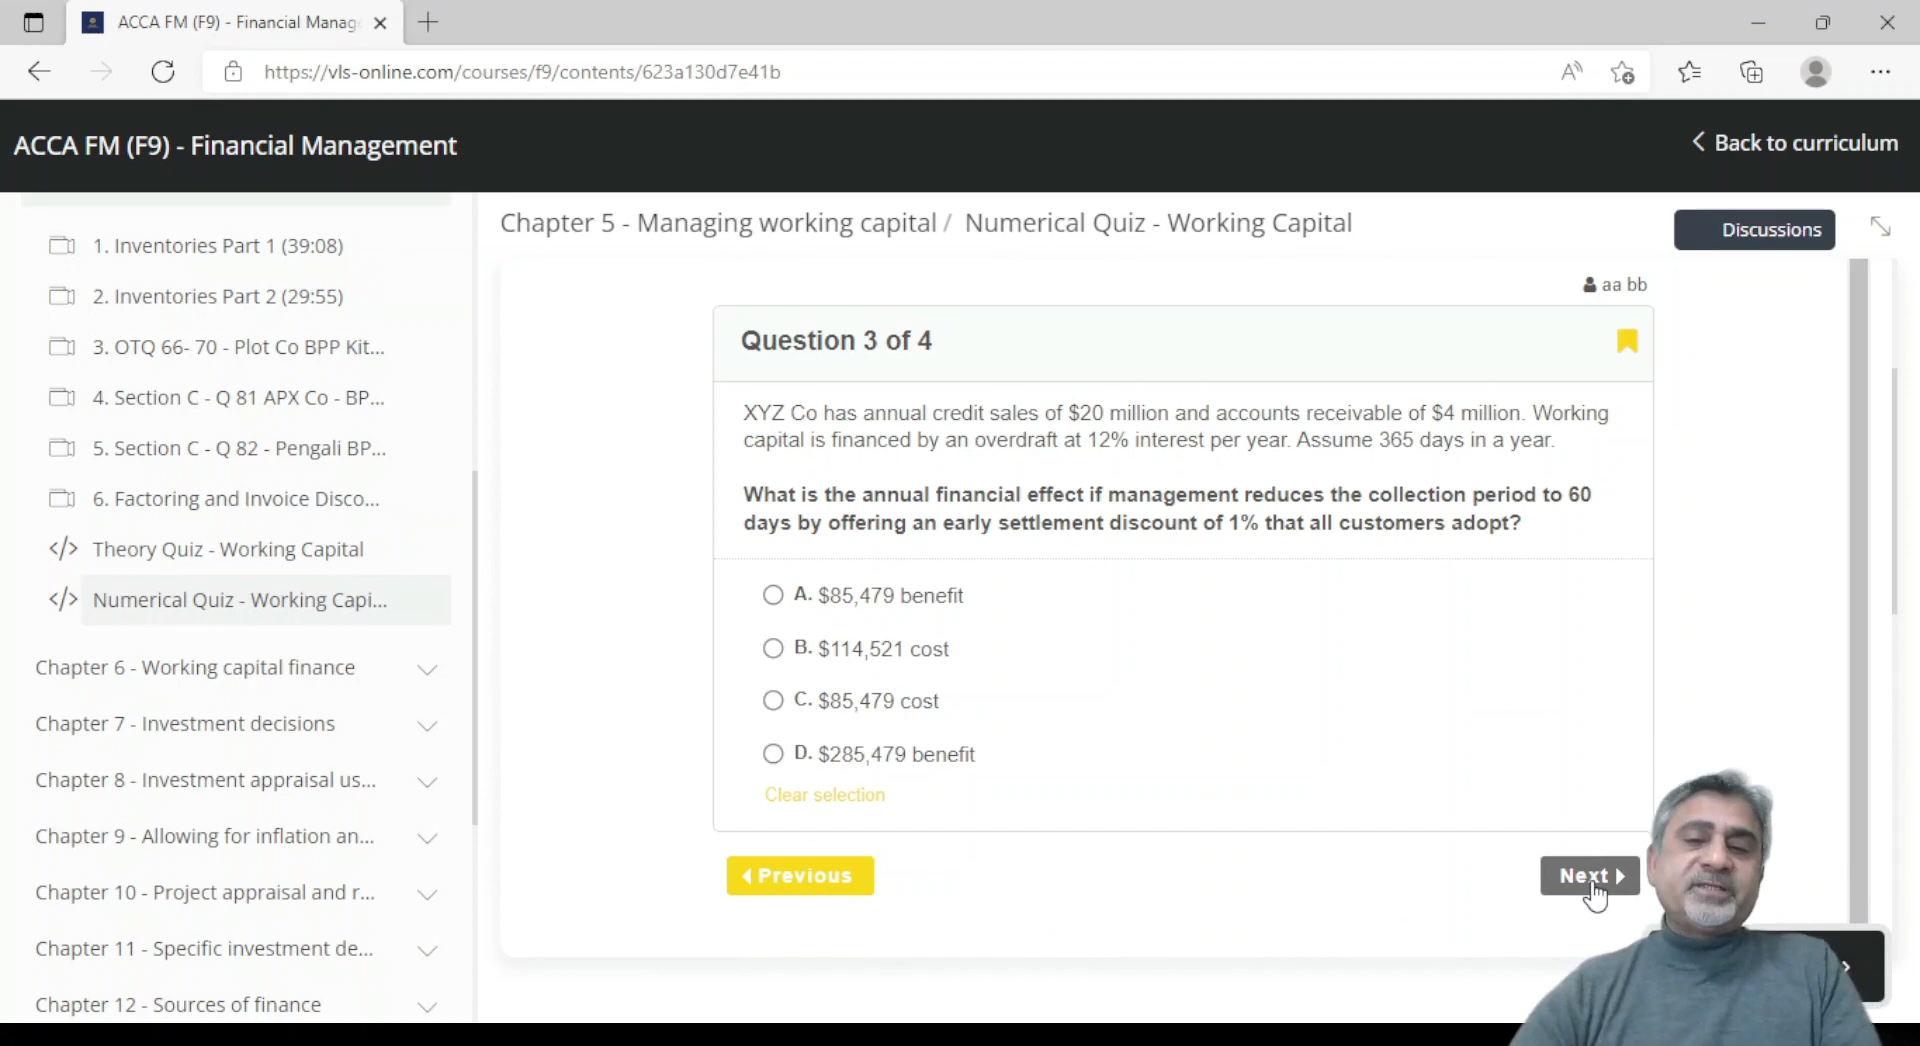 ACCA FM (F9) - Financial Manag
https://vls-online.com/courses/f9/contents/623a130d7e41b
ACCA FM (F9) - Financial Management
Back to curriculum
1. Inventories Part 1 (39:08)
2. Inventories Part 2 (29:55)
3. OTQ 66- 70 - Plot Co BPP Kit...
4. Section C - Q 81 APX Co - BP...
5. Section C - Q 82 - Pengali BP...
6. Factoring and Invoice Disco...
</> Theory Quiz - Working Capital
</> Numerical Quiz - Working Capi...
Chapter 6 - Working capital finance
Chapter 7 - Investment decisions
Chapter 8 - Investment appraisal us...
Chapter 9 - Allowing for inflation an...
Chapter 10 - Project appraisal and r...
Chapter 11 - Specific investment de...
Chapter 12 - Sources of finance
Chapter 5 - Managing working capital / Numerical Quiz - Working Capital
Discussions
aa bb
Question 3 of 4
XYZ Co has annual credit sales of $20 million and accounts receivable of $4 million. Working
capital is financed by an overdraft at 12% interest per year. Assume 365 days in a year.
What is the annual financial effect if management reduces the collection period to 60
days by offering an early settlement discount of 1% that all customers adopt?
A. $85,479 benefit
B. $114,521 cost
C. $85,479 cost
D. $285,479 benefit
Clear selection
Previous
Next